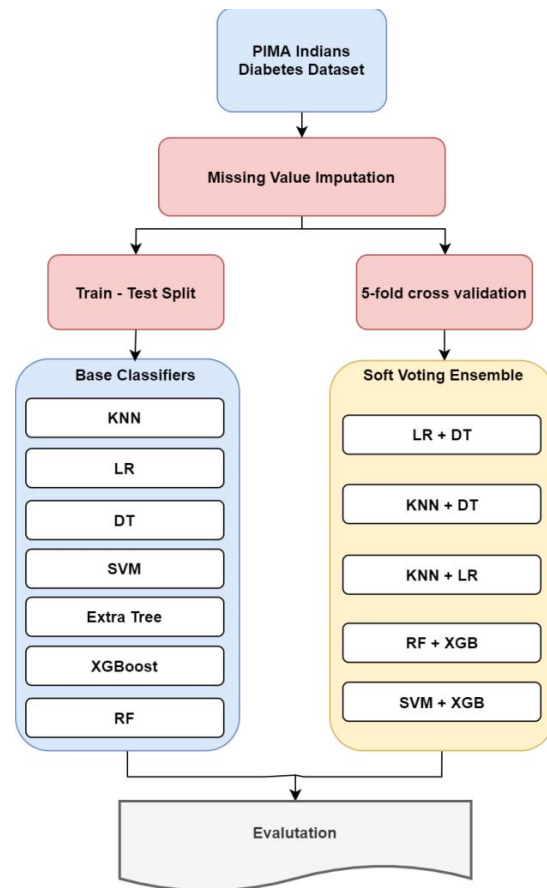 PIMA Indians
Diabetes Dataset
Missing Value Imputation
Train - Test Split
5-fold cross validation
Base Classifiers
KNN
LR
DT
SVM
Extra Tree
XGBoost
RF
Soft Voting Ensemble
LR + DT
KNN + DT
KNN + LR
RF + XGB
SVM + XGB
Evalutation